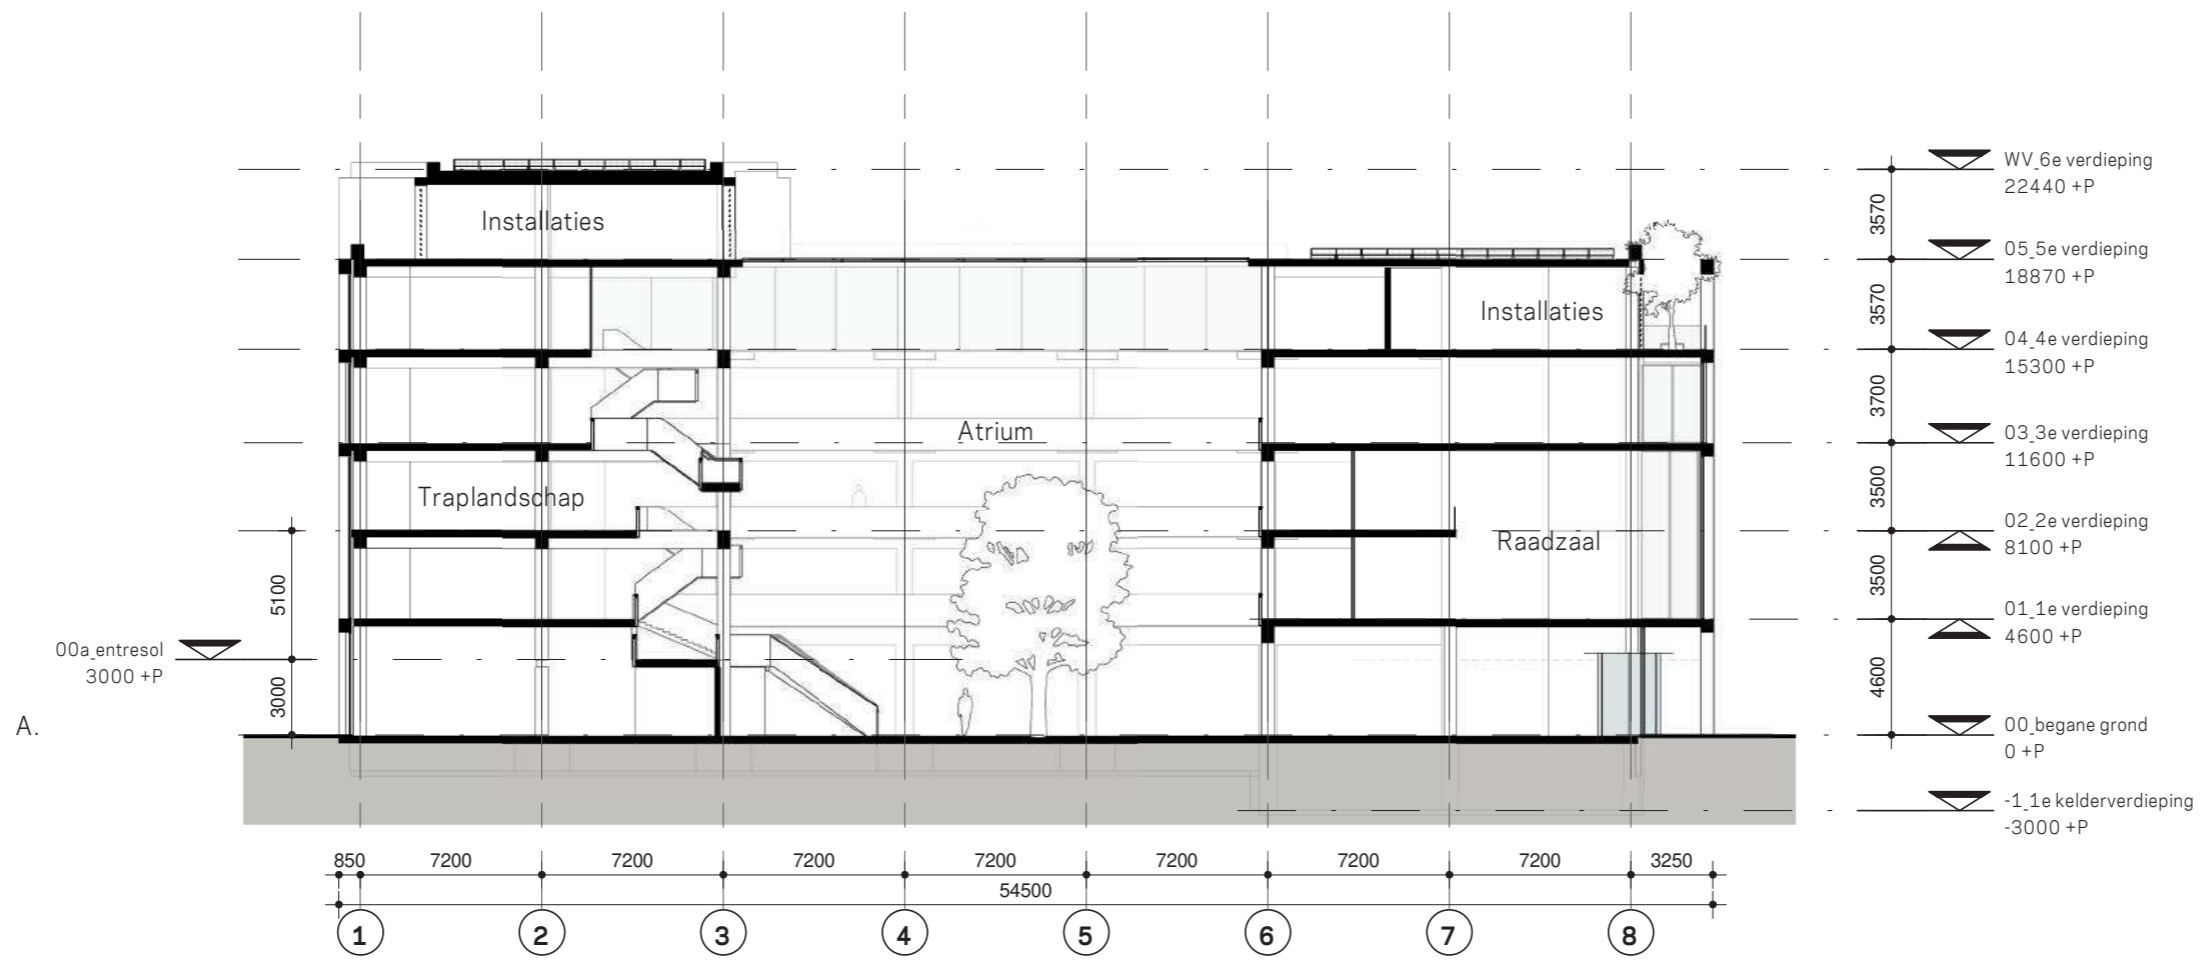 WV_6e verdieping
22440 +P
3570
Installaties
05_5e verdieping
18870 +P
3570
Installaties
04_4e verdieping
15300 +P
3700
Atrium
03_3e verdieping
11600 +P
3500
Traplandschap
02_2e verdieping
8100 +P
Raadzaal
3500
5100
01_1e verdieping
4600 +P
00a_entresol
3000 +P
4600
3000
A.
00_begane grond
0 +P
-1_1e kelderverdieping
-3000 +P
850 7200 7200 7200 7200 7200 7200 7200 3250
54500
1 2 3 4 5 6 7 8